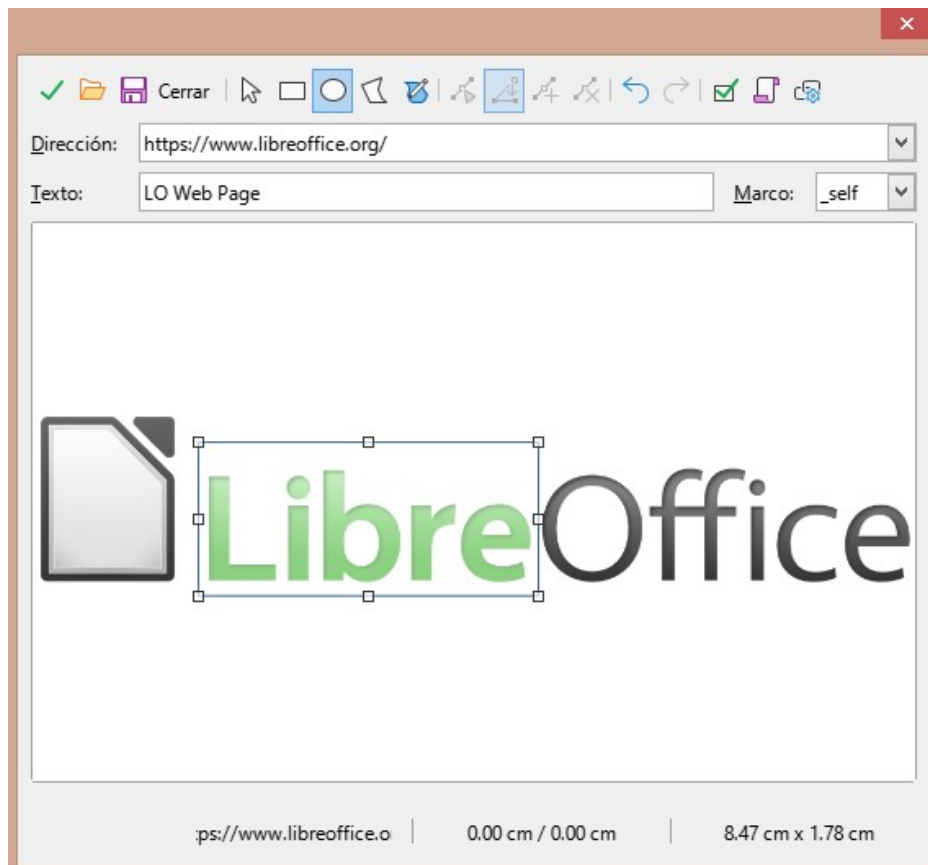 Cerrar
Dirección: https://www.libreoffice.org/
Texto: LO Web Page Marco: _self
LibreOffice
:ps://www.libreoffice.o 0.00 cm / 0.00 cm 8.47 cm x 1.78 cm